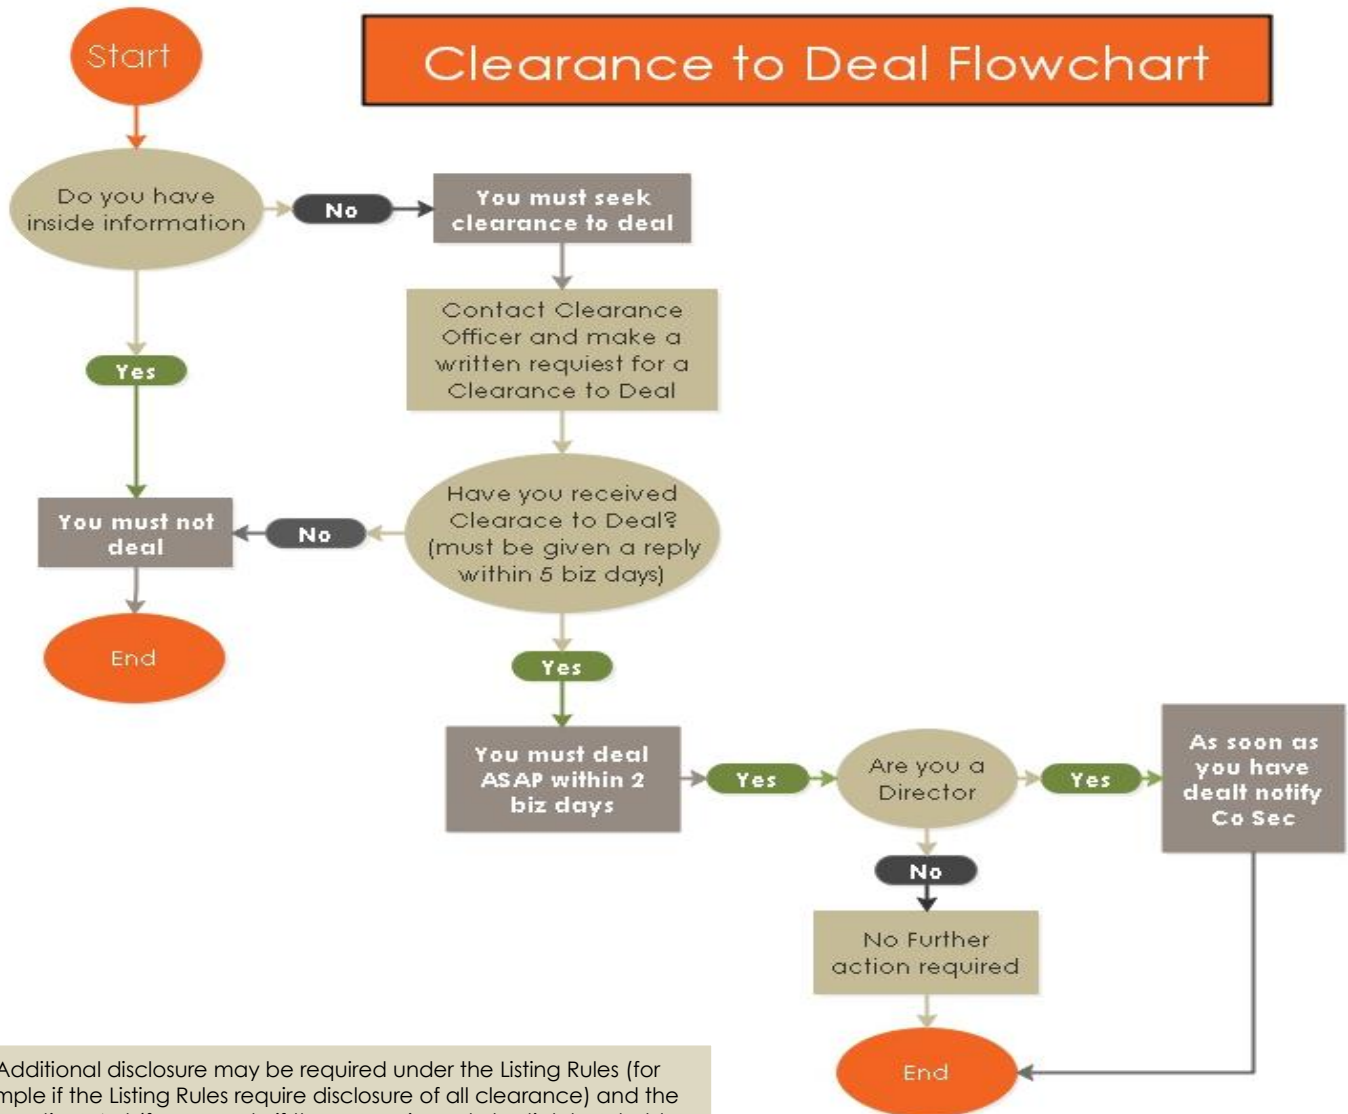 Start
Clearance to Deal Flowchart
Do you have
inside information
No
You must seek
clearance to deal
Contact Clearance
Officer and make a
written requiest for a
Clearance to Deal
Yes
Have you received
Clearace to Deal?
(must be given a reply
within 5 biz days)
No
You must not
deal
End
Yes
You must deal
ASAP within 2
biz days
Yes
Are you a
Director
Yes
As soon as
you have
dealt notify
Co Sec
No
No Further
action required
End
Additional disclosure may be required under the Listing Rules (for
mple if the Listing Rules require disclosure of all clearance) and the